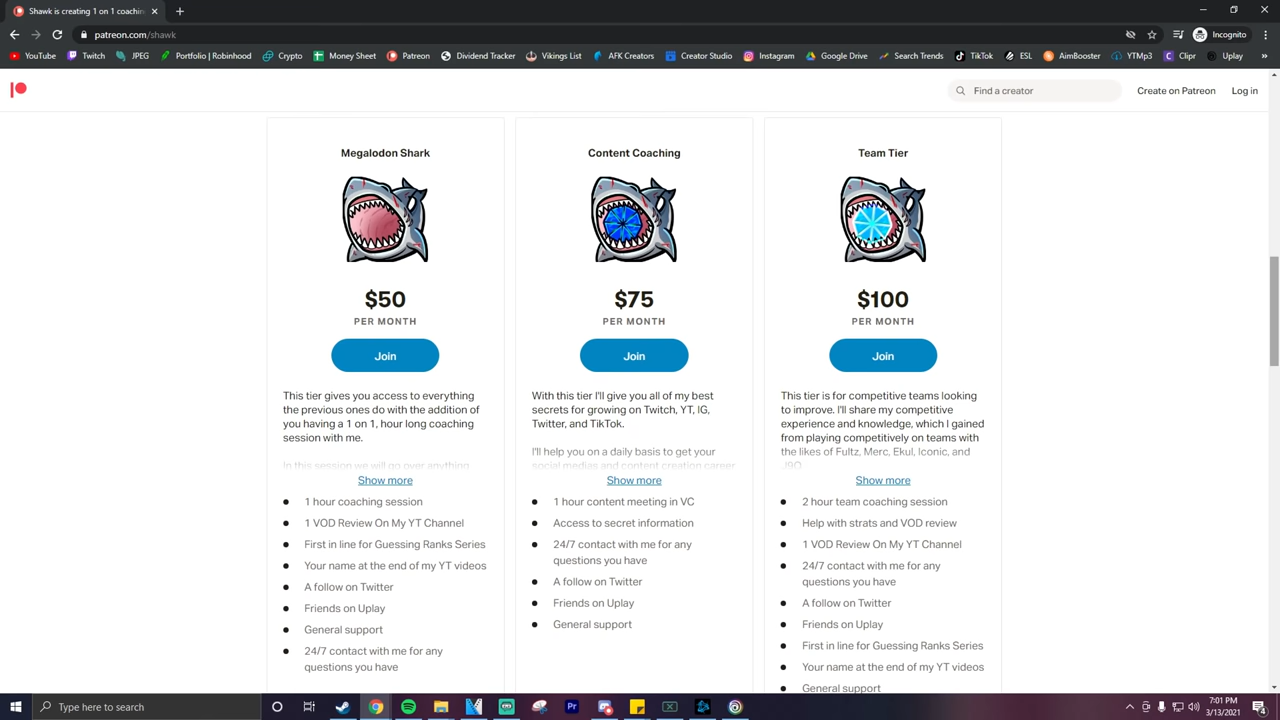 Shawk is creating 1 on 1 coachin
patreon.com/shawk
Incognito
YouTube
Twitch
JPEG
Portfolio | Robinhood
Crypto
Money Sheet
Patreon
Dividend Tracker
Vikings List
AFK Creators
Creator Studio
Instagram
Google Drive
Search Trends
TikTok
ESL
AimBooster
YTMp3
Clipr
Uplay
»
Find a creator
Create on Patreon
Log in
Megalodon Shark
$50
PER MONTH
Join
This tier gives you access to everything
the previous ones do with the addition of
you having a 1 on 1, hour long coaching
session with me.
In this session we will go over anything
Show more
1 hour coaching session
1 VOD Review On My YT Channel
First in line for Guessing Ranks Series
Your name at the end of my YT videos
A follow on Twitter
Friends on Uplay
General support
24/7 contact with me for any
questions you have
Content Coaching
$75
PER MONTH
Join
With this tier I'll give you all of my best
secrets for growing on Twitch, YT, IG,
Twitter, and TikTok.
I'll help you on a daily basis to get your
social medias and content creation career
Show more
1 hour content meeting in VC
Access to secret information
24/7 contact with me for any
questions you have
A follow on Twitter
Friends on Uplay
General support
Team Tier
$100
PER MONTH
Join
This tier is for competitive teams looking
to improve. I'll share my competitive
experience and knowledge, which I gained
from playing competitively on teams with
the likes of Fultz, Merc, Ekul, Iconic, and
J9O
Show more
2 hour team coaching session
Help with strats and VOD review
1 VOD Review On My YT Channel
24/7 contact with me for any
questions you have
A follow on Twitter
Friends on Uplay
First in line for Guessing Ranks Series
Your name at the end of my YT videos
General support
Type here to search
7:01 PM
3/13/2021